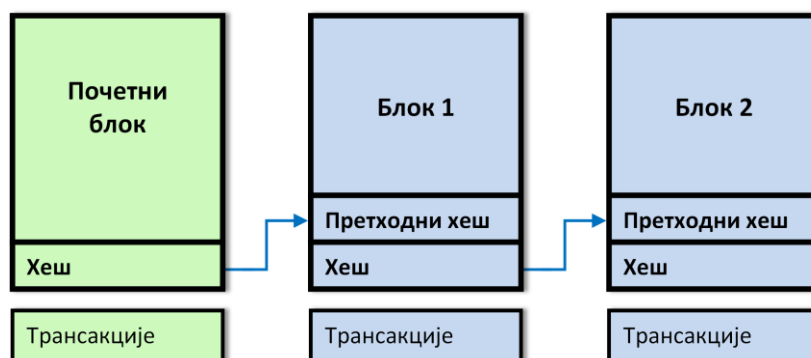 Почетни
блок
Хеш
Трансакције
Блок 1
Претходни хеш
Хеш
Трансакције
Блок 2
Претходни хеш
Хеш
Трансакције